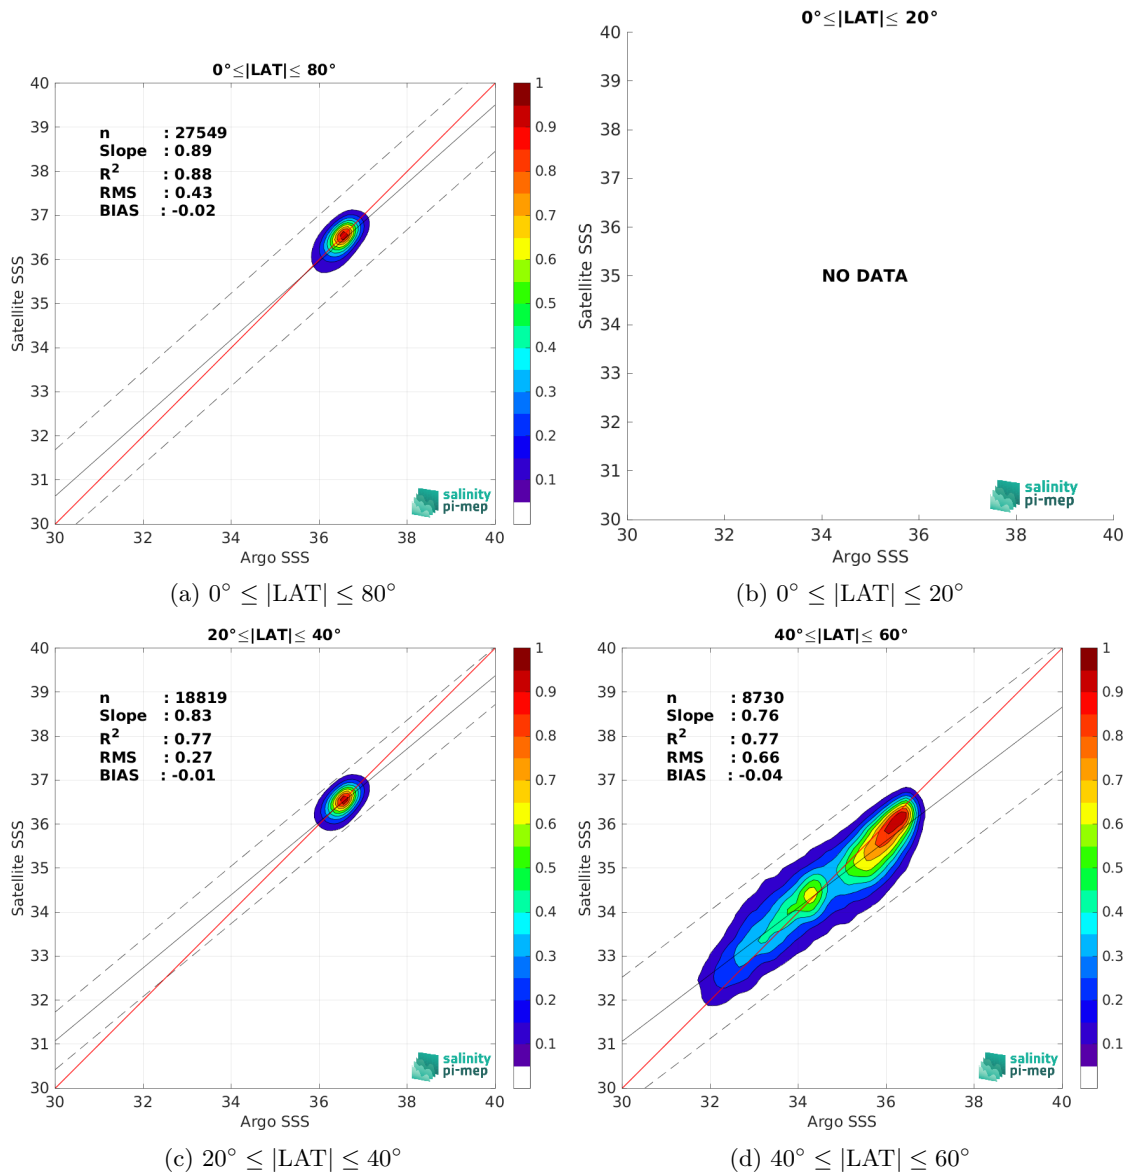 0°≤|LAT|≤ 80°
n : 27549
Slope : 0.89
R2 : 0.88
RMS : 0.43
BIAS : -0.02
40
39
38
37
36
35
34
33
32
31
30
Satellite SSS
30 32 34 36 38 40
Argo SSS
1
0.9
0.8
0.7
0.6
0.5
0.4
0.3
0.2
0.1
salinity
pi-mep
(a) 0° ≤ |LAT| ≤ 80°
0°≤|LAT|≤ 20°
40
39
38
37
36
35
34
33
32
31
30
Satellite SSS
NO DATA
30 32 34 36 38 40
Argo SSS
salinity
pi-mep
(b) 0° ≤ |LAT| ≤ 20°
20°≤|LAT|≤ 40°
n : 18819
Slope : 0.83
R2 : 0.77
RMS : 0.27
BIAS : -0.01
40
39
38
37
36
35
34
33
32
31
30
Satellite SSS
30 32 34 36 38 40
Argo SSS
1
0.9
0.8
0.7
0.6
0.5
0.4
0.3
0.2
0.1
salinity
pi-mep
(c) 20° ≤ |LAT| ≤ 40°
40°≤|LAT|≤ 60°
n : 8730
Slope : 0.76
R2 : 0.77
RMS : 0.66
BIAS : -0.04
40
39
38
37
36
35
34
33
32
31
30
Satellite SSS
30 32 34 36 38 40
Argo SSS
1
0.9
0.8
0.7
0.6
0.5
0.4
0.3
0.2
0.1
salinity
pi-mep
(d) 40° ≤ |LAT| ≤ 60°